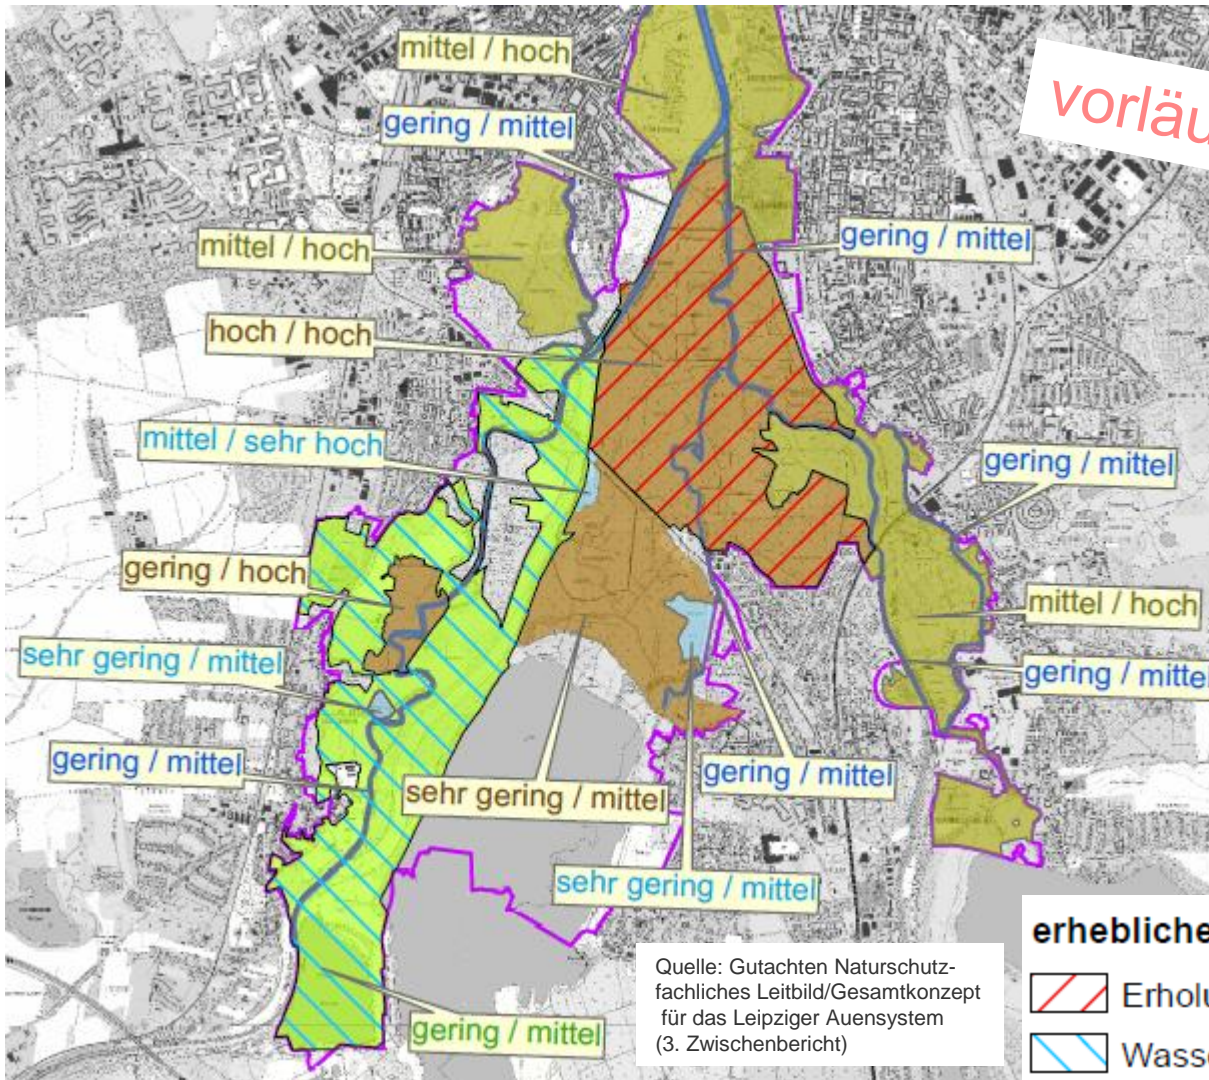 mittel / hoch
vorläu
gering / mittel
mittel / hoch
gering / mittel
hoch / hoch
mittel / sehr hoch
gering / mittel
gering / hoch
mittel / hoch
sehr gering / mittel
gering / mittel
gering / mittel
gering / mittel
sehr gering / mittel
sehr gering / mittel
gering / mittel
Quelle: Gutachten Naturschutz-
fachliches Leitbild/Gesamtkonzept
für das Leipziger Auensystem
(3. Zwischenbericht)
erhebliche
Erholu
Wasse